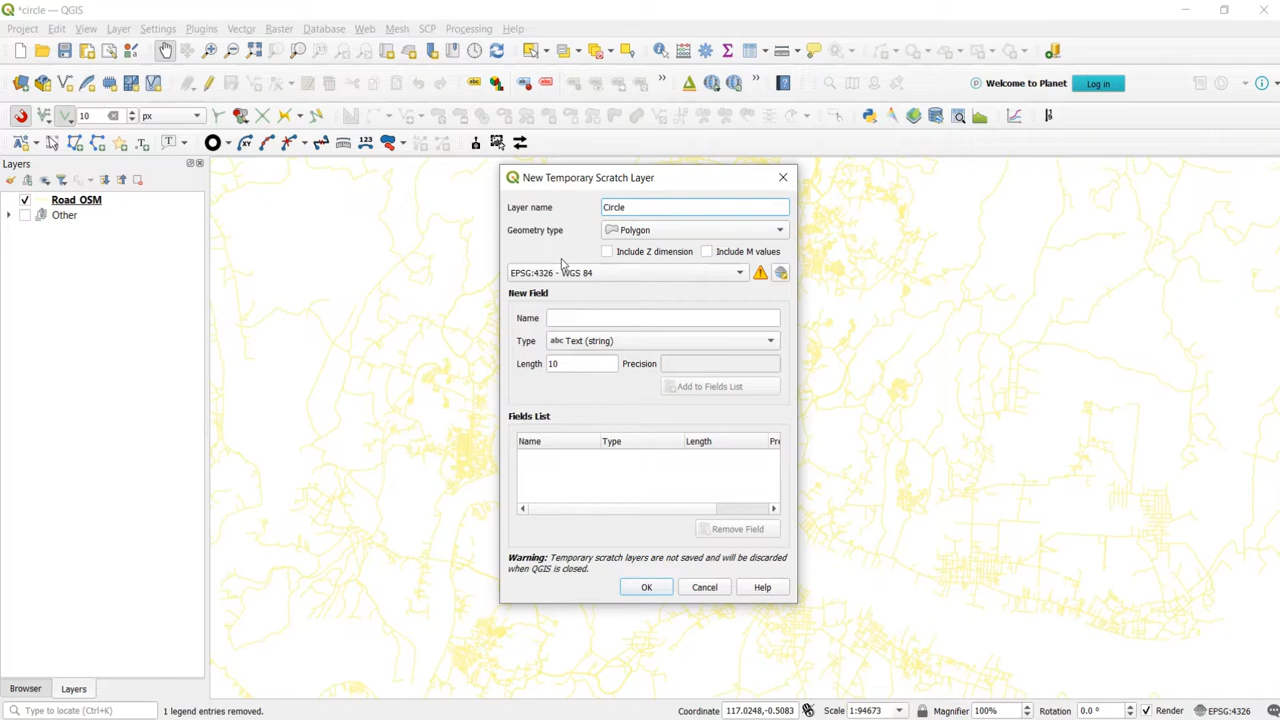 *circle — QGIS
Project Edit View Layer Settings Plugins Vector Raster Database Web Mesh SCP Processing Help
Welcome to Planet Log in
10 px
Layers
Road_OSM
Other
New Temporary Scratch Layer
Layer name Circle
Geometry type Polygon
Include Z dimension Include M values
EPSG:4326 - WGS 84
New Field
Name
Type abc Text (string)
Length 10 Precision
Add to Fields List
Fields List
Name Type Length Pre
Remove Field
Warning: Temporary scratch layers are not saved and will be discarded
when QGIS is closed.
OK Cancel Help
Browser Layers
Type to locate (Ctrl+K) 1 legend entries removed. Coordinate 117.0248,-0.5083 Scale 1:94673 Magnifier 100% Rotation 0.0 ° Render EPSG:4326